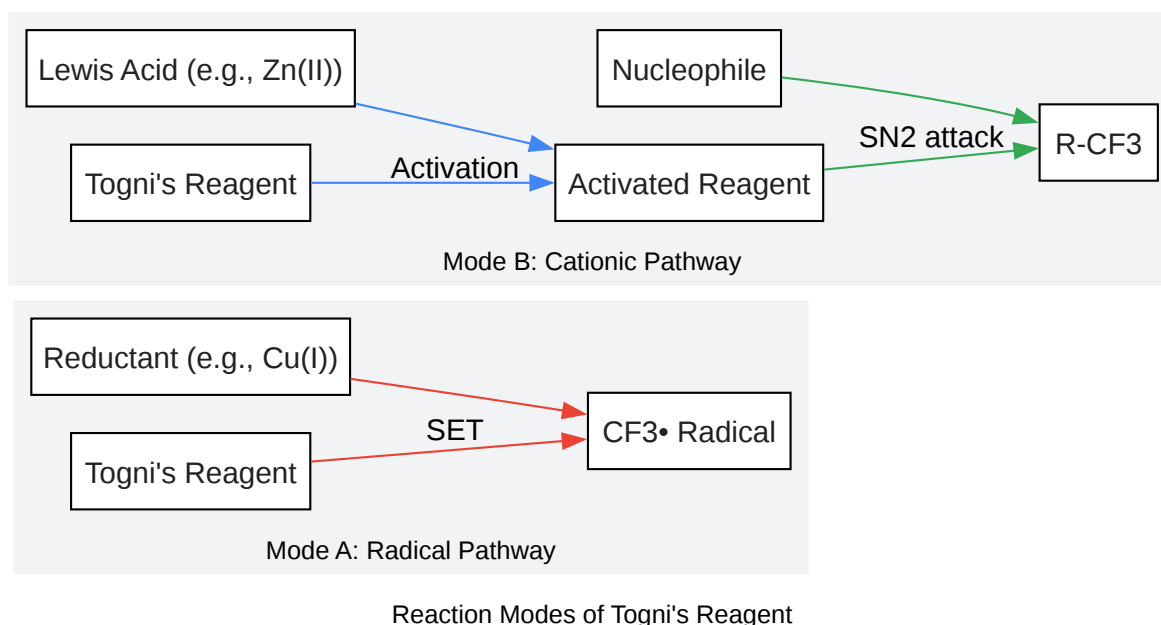 Lewis Acid (e.g., Zn(II))
Nucleophile
Togni's Reagent
Activation
Activated Reagent
SN2 attack
R-CF3
Mode B: Cationic Pathway
Reductant (e.g., Cu(I))
Togni's Reagent
SET
CF3• Radical
Mode A: Radical Pathway
Reaction Modes of Togni's Reagent